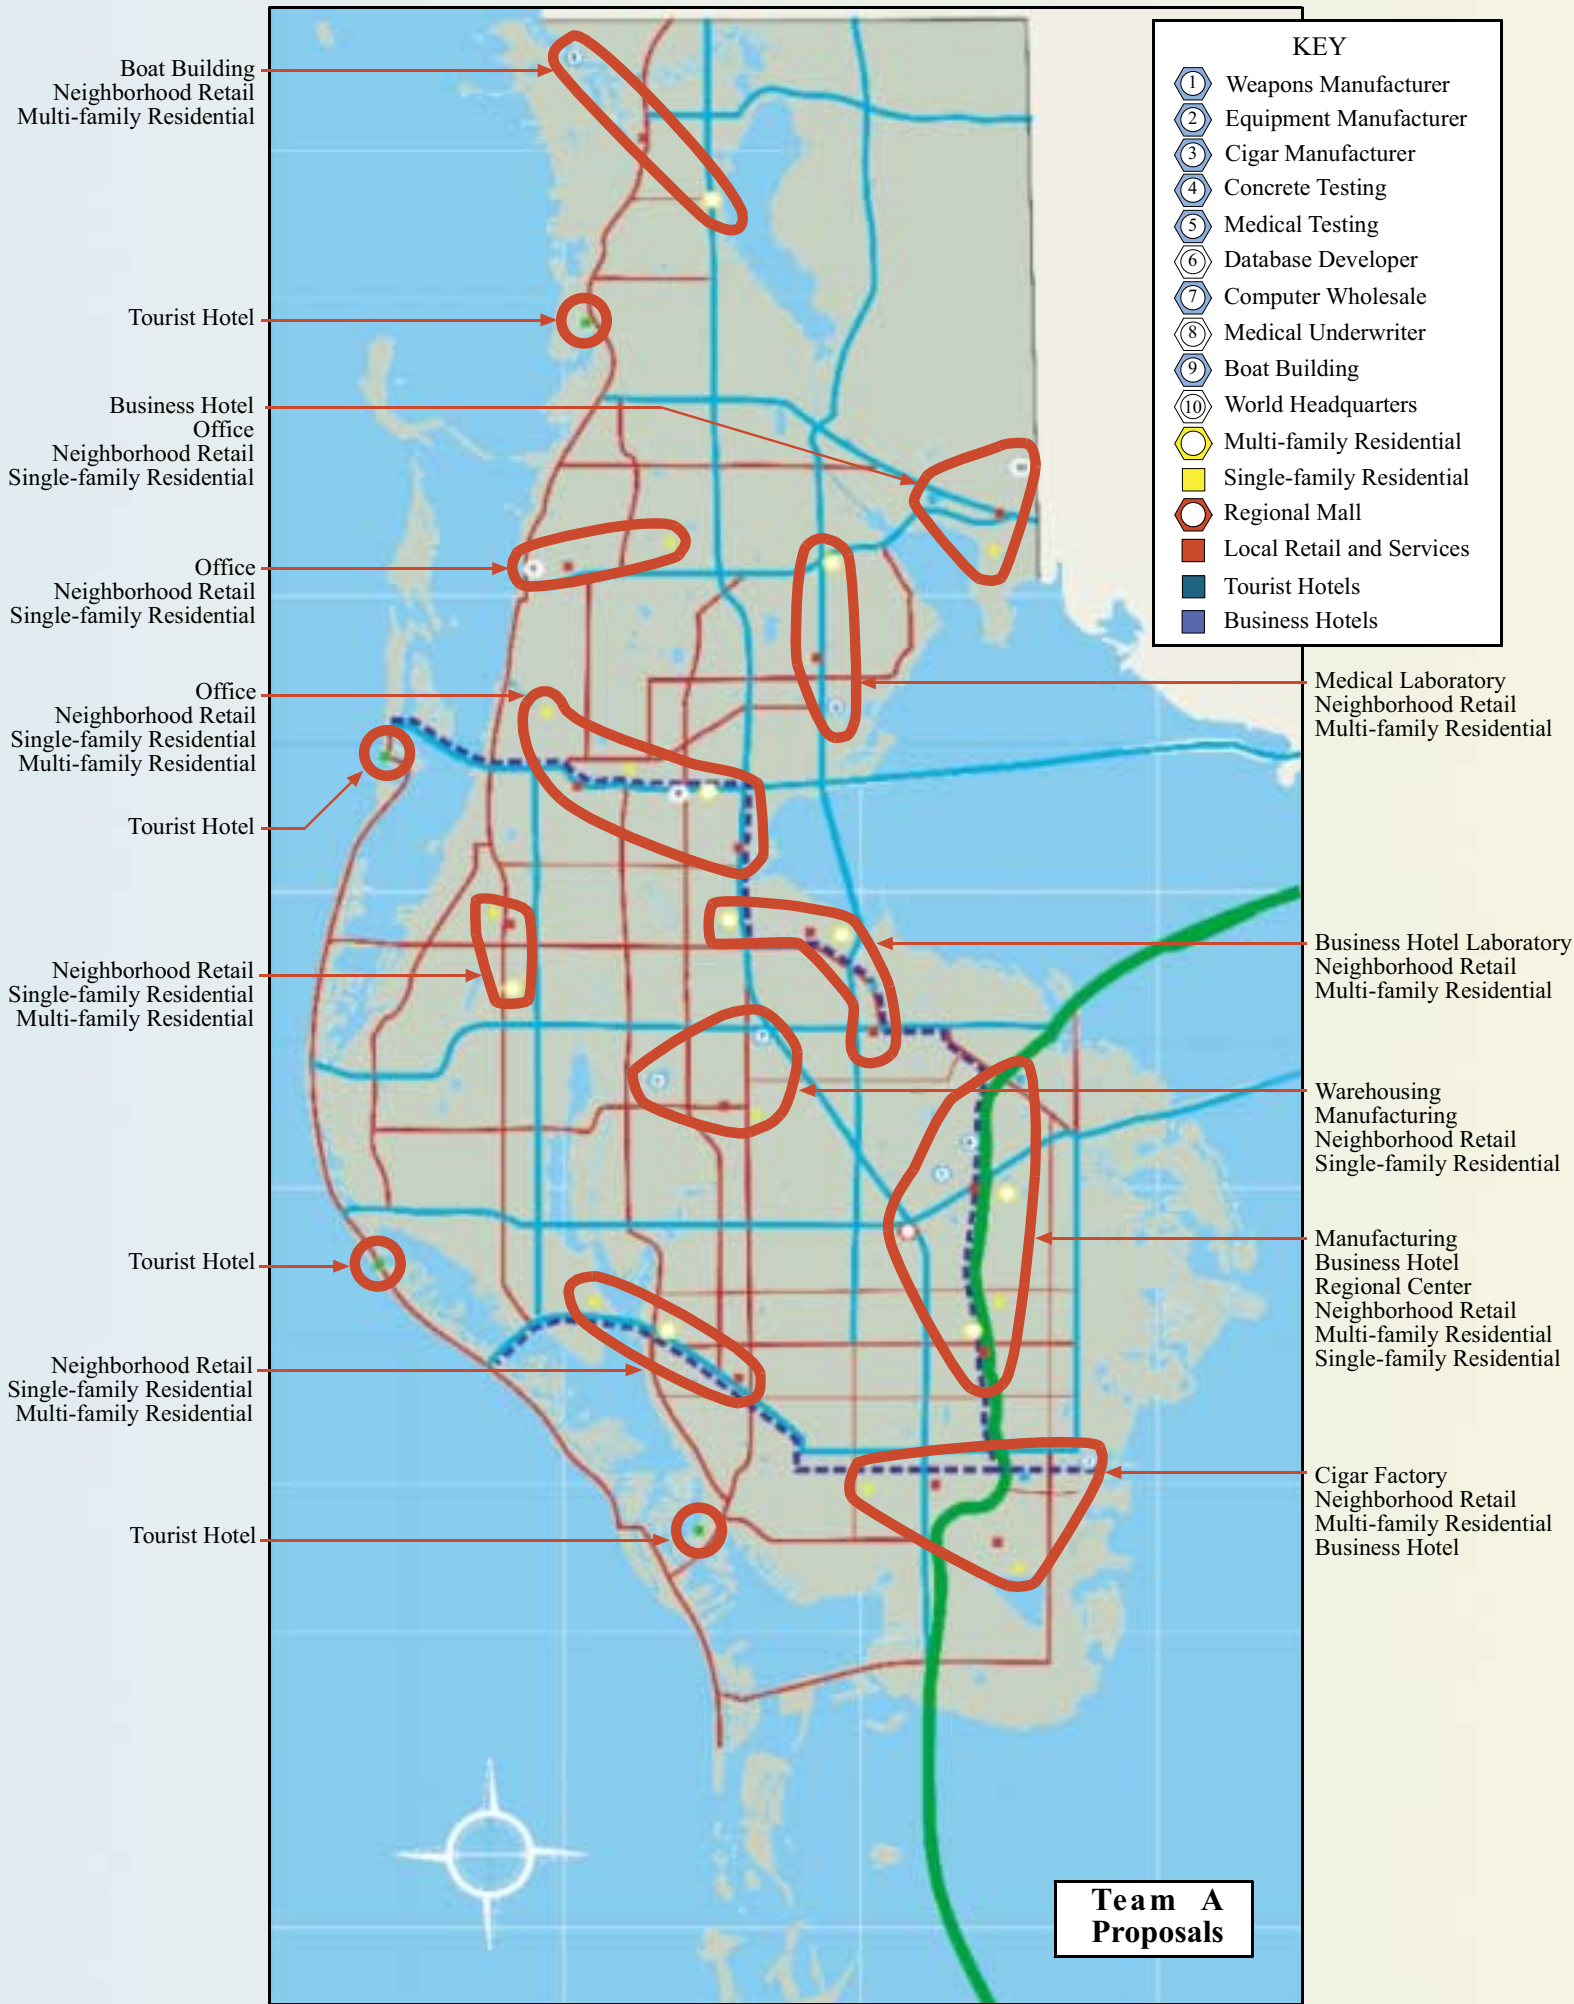 Boat Building
Neighborhood Retail
Multi-family Residential
Tourist Hotel
Business Hotel
Office
Neighborhood Retail
Single-family Residential
Office
Neighborhood Retail
Single-family Residential
Office
Neighborhood Retail
Single-family Residential
Multi-family Residential
Tourist Hotel
Neighborhood Retail
Single-family Residential
Multi-family Residential
Tourist Hotel
Neighborhood Retail
Single-family Residential
Multi-family Residential
Tourist Hotel
KEY
1 Weapons Manufacturer
2 Equipment Manufacturer
3 Cigar Manufacturer
4 Concrete Testing
5 Medical Testing
6 Database Developer
7 Computer Wholesale
8 Medical Underwriter
9 Boat Building
10 World Headquarters
Multi-family Residential
Single-family Residential
Regional Mall
Local Retail and Services
Tourist Hotels
Business Hotels
Medical Laboratory
Neighborhood Retail
Multi-family Residential
Business Hotel Laboratory
Neighborhood Retail
Multi-family Residential
Warehousing
Manufacturing
Neighborhood Retail
Single-family Residential
Manufacturing
Business Hotel
Regional Center
Neighborhood Retail
Multi-family Residential
Single-family Residential
Cigar Factory
Neighborhood Retail
Multi-family Residential
Business Hotel
Team A
Proposals